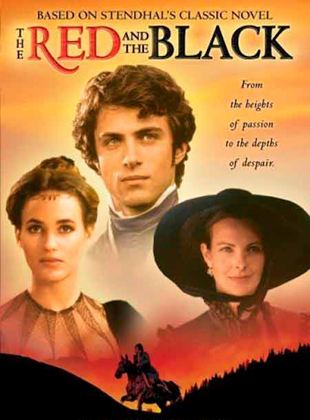 BASED ON STENDHAL'S CLASSIC NOVEL
THE RED AND THE BLACK
From
the heights
of passion
to the depths
of despair.